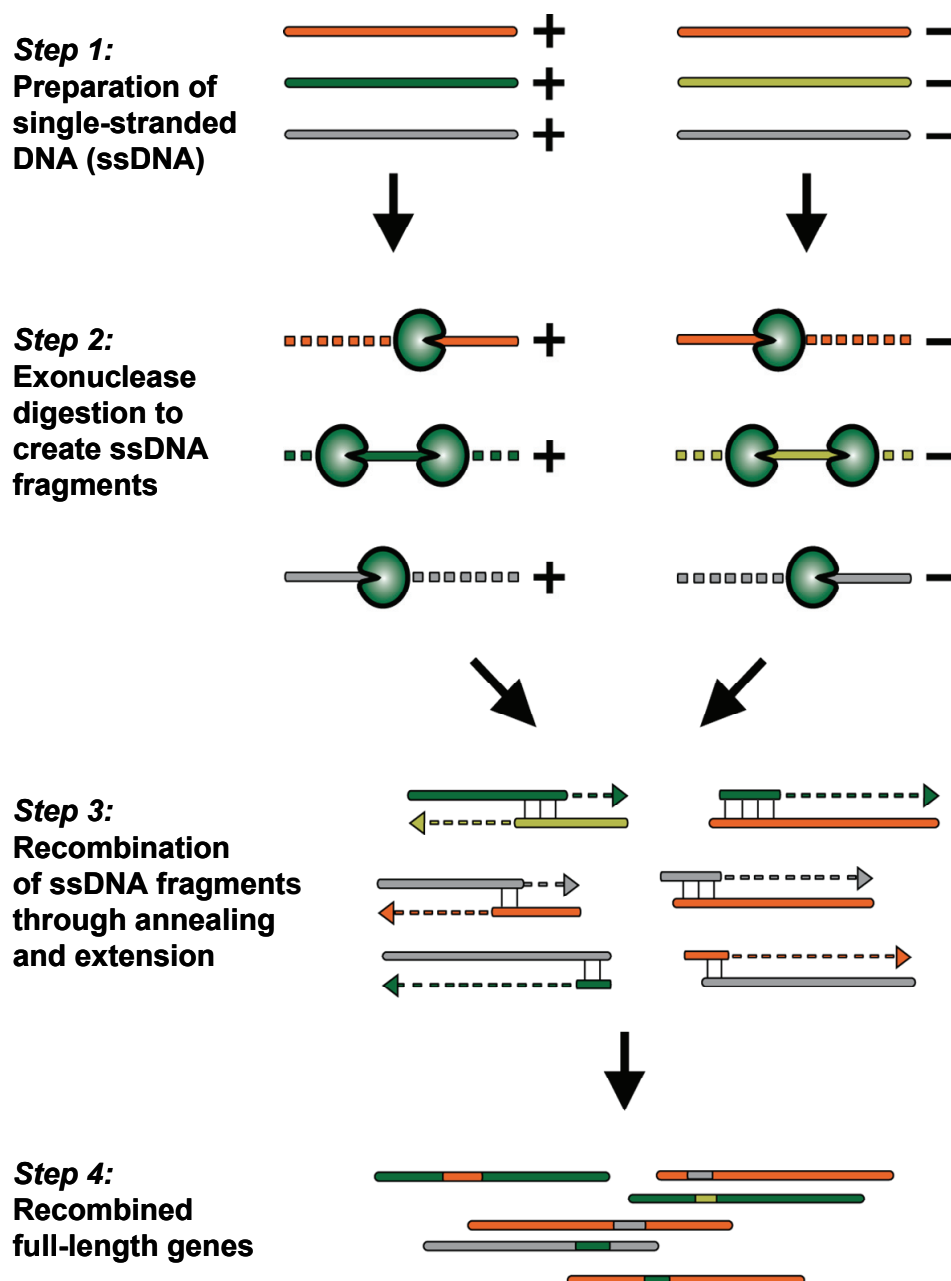 Step 1:
Preparation of
single-stranded
DNA (ssDNA)
+ −
+ −
+ −
Step 2:
Exonuclease
digestion to
create ssDNA
fragments
+ −
+ −
+ −
Step 3:
Recombination
of ssDNA fragments
through annealing
and extension
Step 4:
Recombined
full-length genes